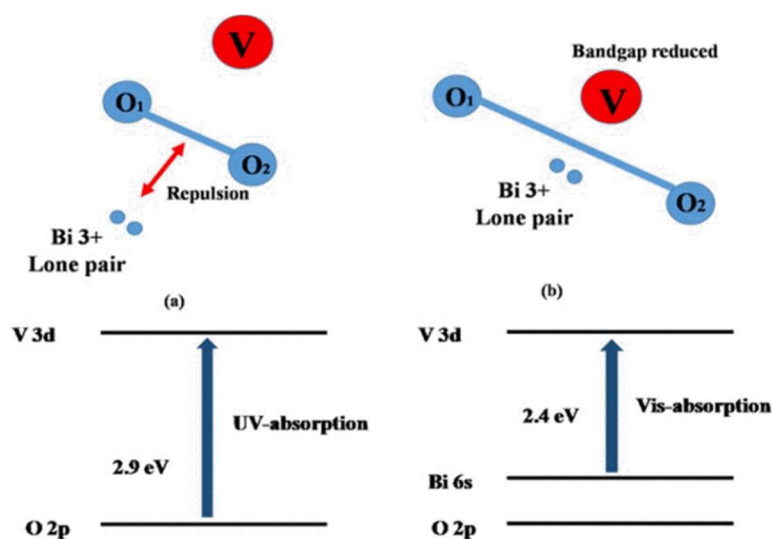 V
O1
O2
Repulsion
Bi 3+
Lone pair
(a)
V 3d
UV-absorption
2.9 eV
O 2p
Bandgap reduced
V
O1
O2
Bi 3+
Lone pair
(b)
V 3d
Vis-absorption
2.4 eV
Bi 6s
O 2p